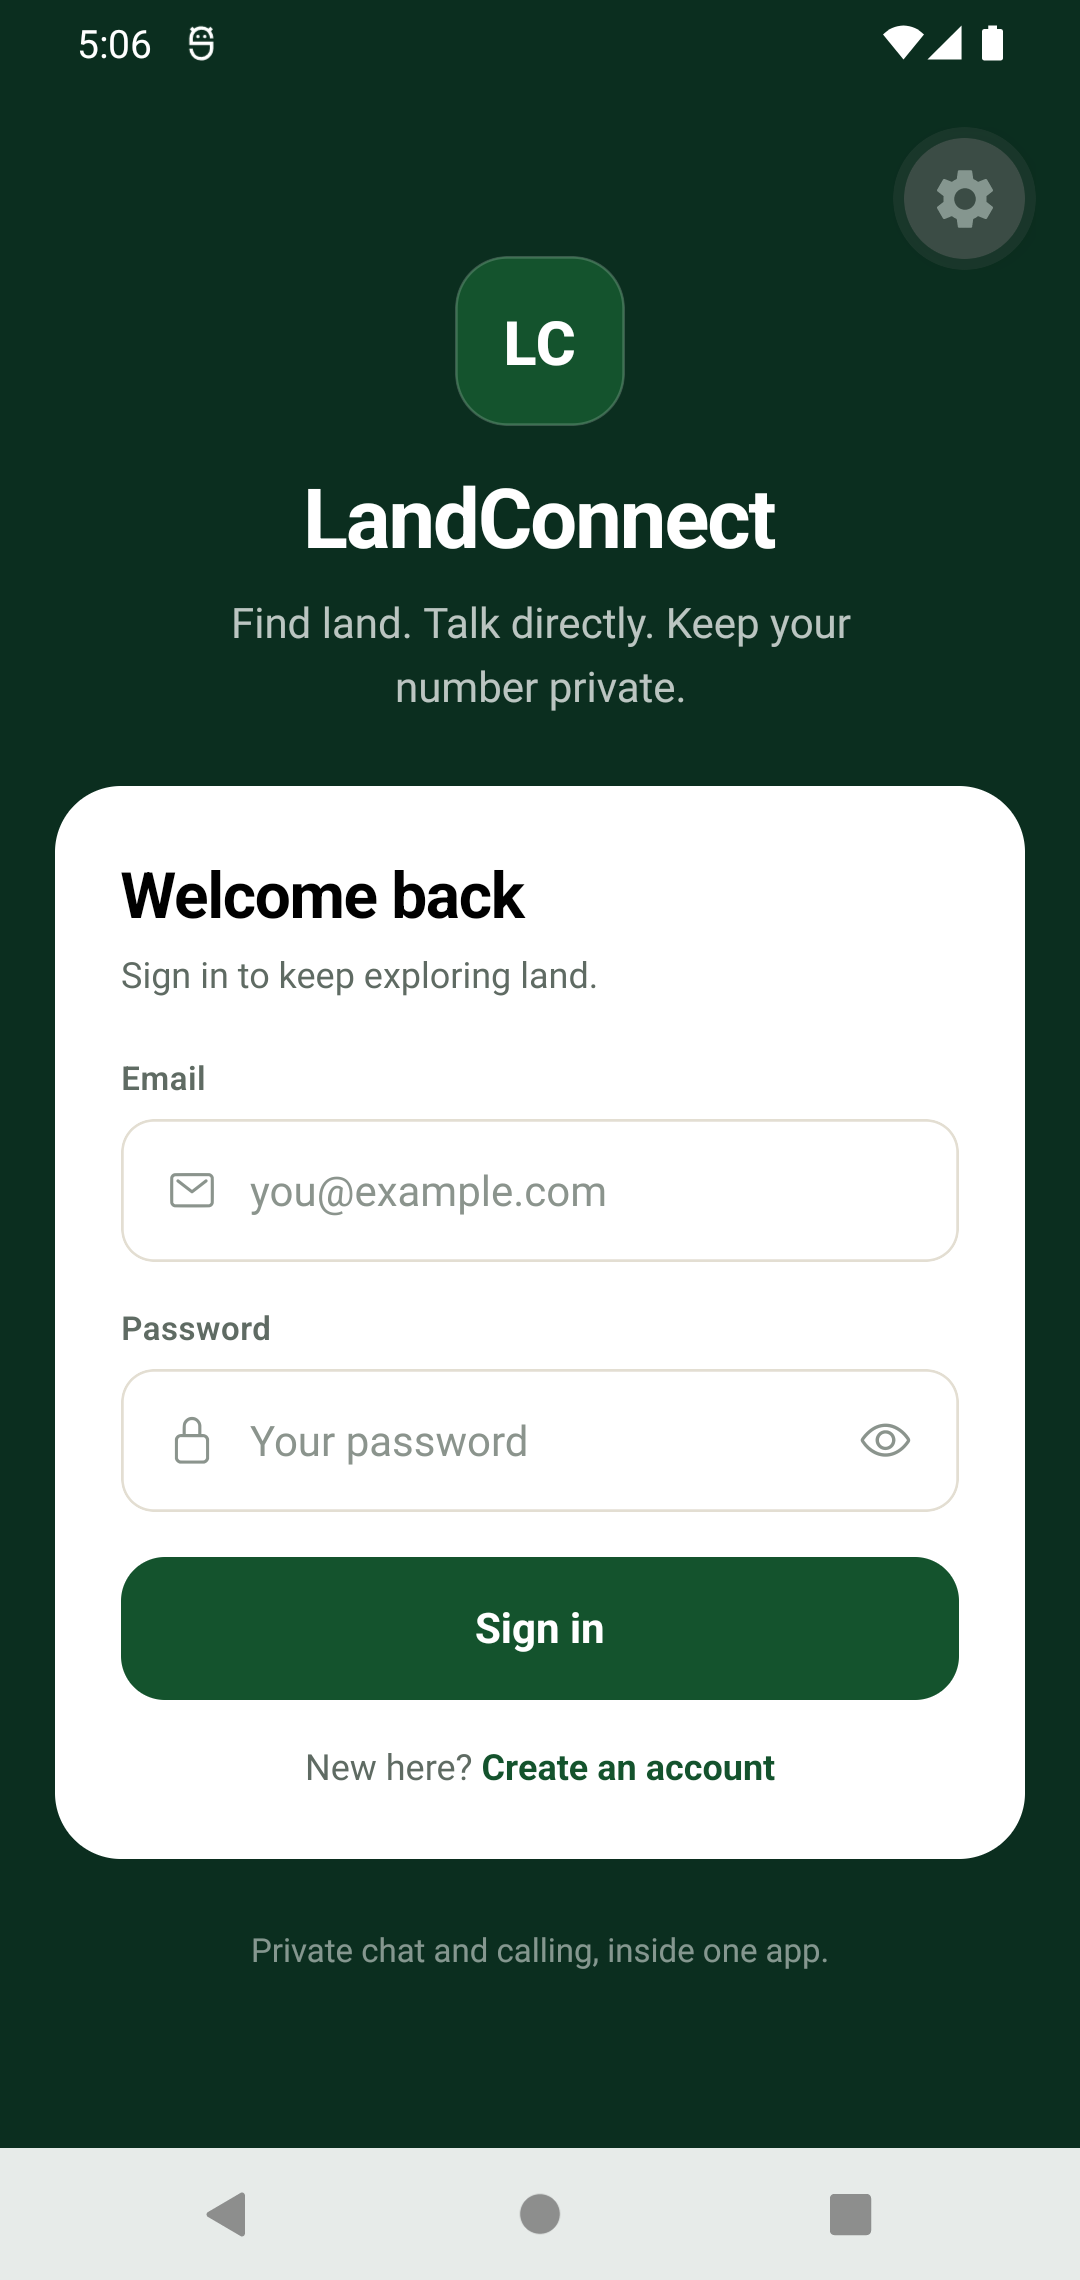 5:06
LC
LandConnect
Find land. Talk directly. Keep your
number private.
Welcome back
Sign in to keep exploring land.
Email
you@example.com
Password
Your password
Sign in
New here? Create an account
Private chat and calling, inside one app.